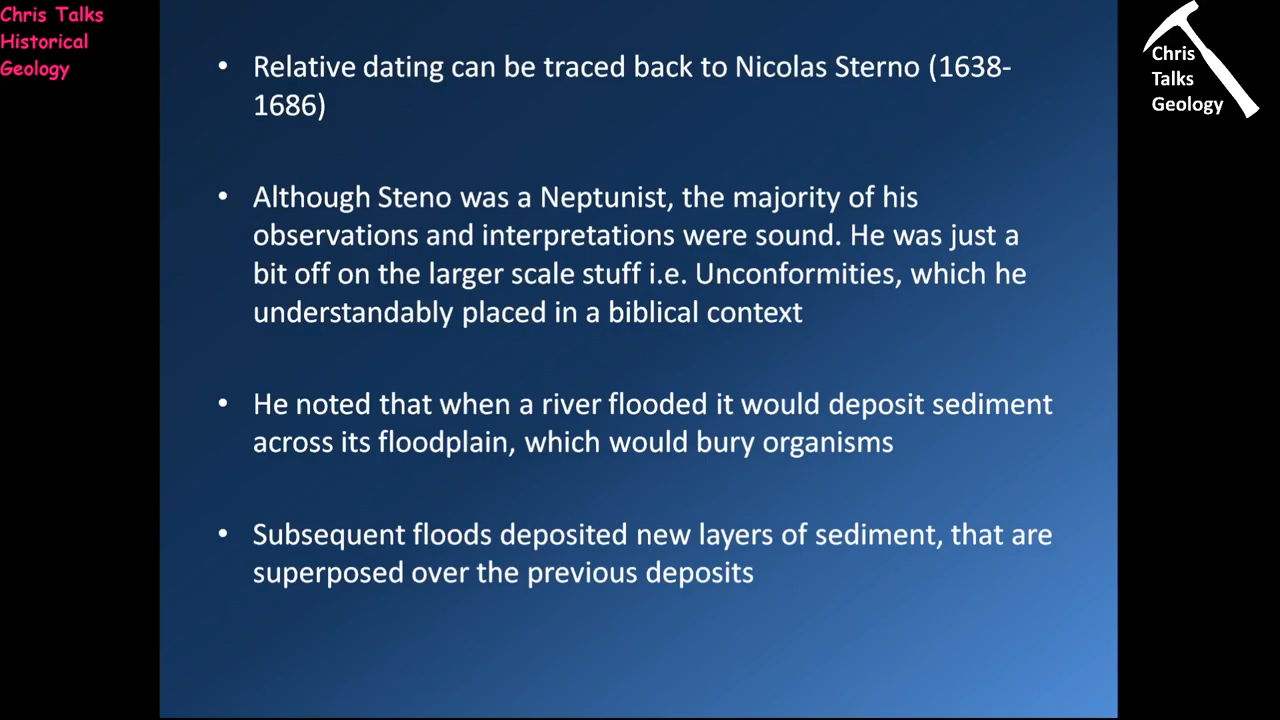 Chris Talks
Historical
Geology
Chris
Talks
Geology
• Relative dating can be traced back to Nicolas Sterno (1638-
1686)
• Although Steno was a Neptunist, the majority of his
observations and interpretations were sound. He was just a
bit off on the larger scale stuff i.e. Unconformities, which he
understandably placed in a biblical context
• He noted that when a river flooded it would deposit sediment
across its floodplain, which would bury organisms
• Subsequent floods deposited new layers of sediment, that are
superposed over the previous deposits